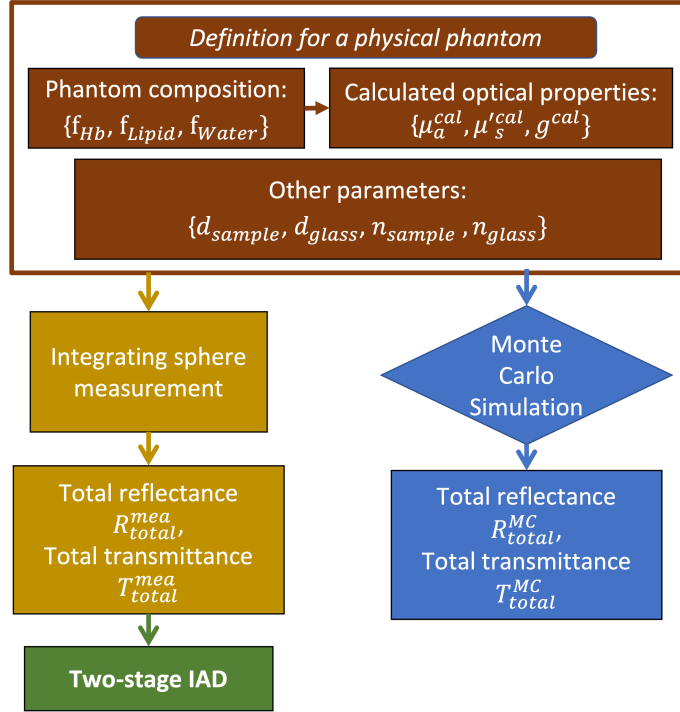 Definition for a physical phantom
Phantom composition:
{f_Hb, f_Lipid, f_Water}
Calculated optical properties:
{μ_a^cal, μ'_s^cal, g^cal}
Other parameters:
{d_sample, d_glass, n_sample , n_glass}
Integrating sphere
measurement
Monte
Carlo
Simulation
Total reflectance
R_total^mea,
Total transmittance
T_total^mea
Total reflectance
R_total^MC,
Total transmittance
T_total^MC
Two-stage IAD